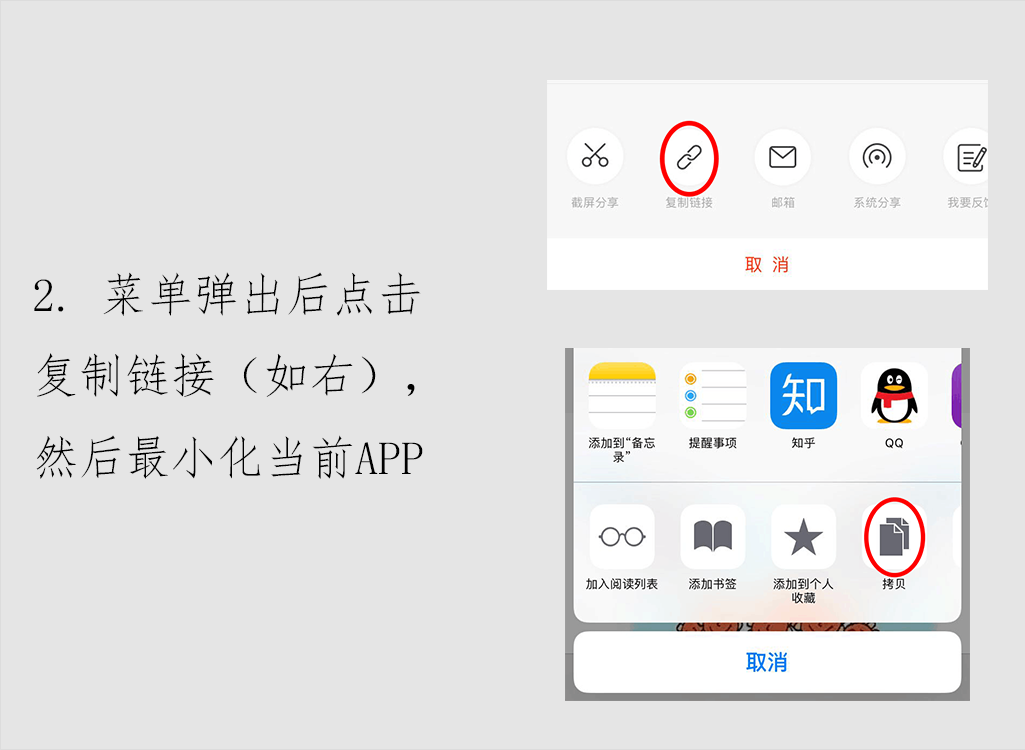 2. 菜单弹出后点击
复制链接（如右），
然后最小化当前APP
截屏分享 复制链接 邮箱 系统分享 我要反馈
取 消
知
添加到“备忘录” 提醒事项 知乎 QQ
加入阅读列表 添加书签 添加到个人收藏 拷贝
取消